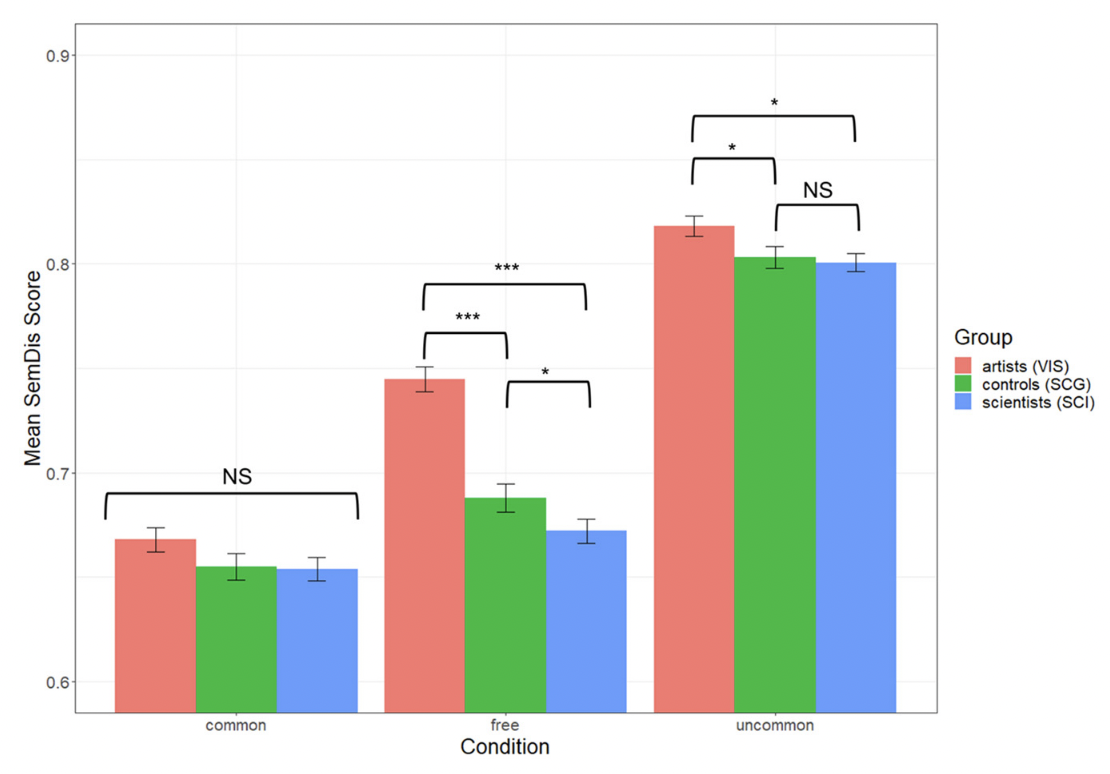 0.9
0.8
0.7
0.6
Mean SemDis Score
NS
***
***
*
*
*
NS
common
free
uncommon
Condition
Group
artists (VIS)
controls (SCG)
scientists (SCI)